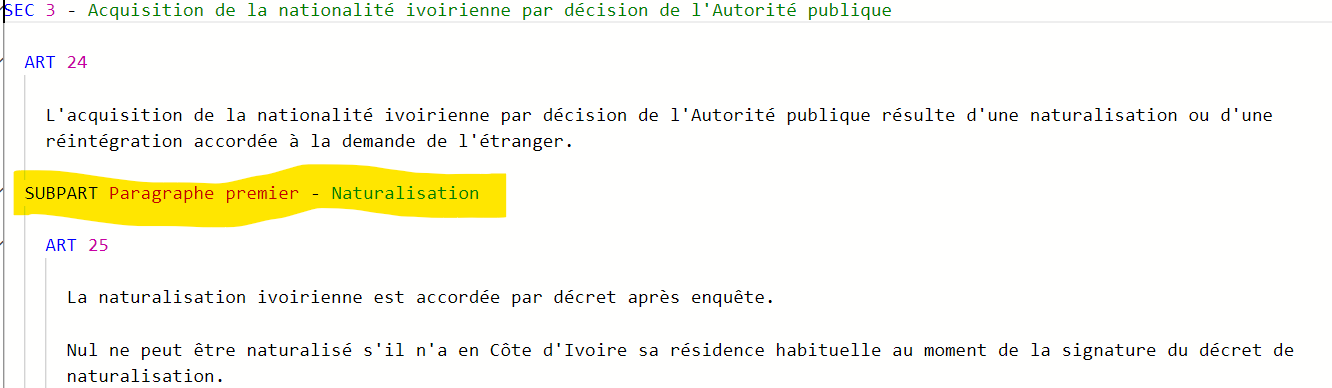 SEC 3 - Acquisition de la nationalité ivoirienne par décision de l'Autorité publique
ART 24
L'acquisition de la nationalité ivoirienne par décision de l'Autorité publique résulte d'une naturalisation ou d'une
réintégration accordée à la demande de l'étranger.
SUBPART Paragraphe premier - Naturalisation
ART 25
La naturalisation ivoirienne est accordée par décret après enquête.
Nul ne peut être naturalisé s'il n'a en Côte d'Ivoire sa résidence habituelle au moment de la signature du décret de
naturalisation.